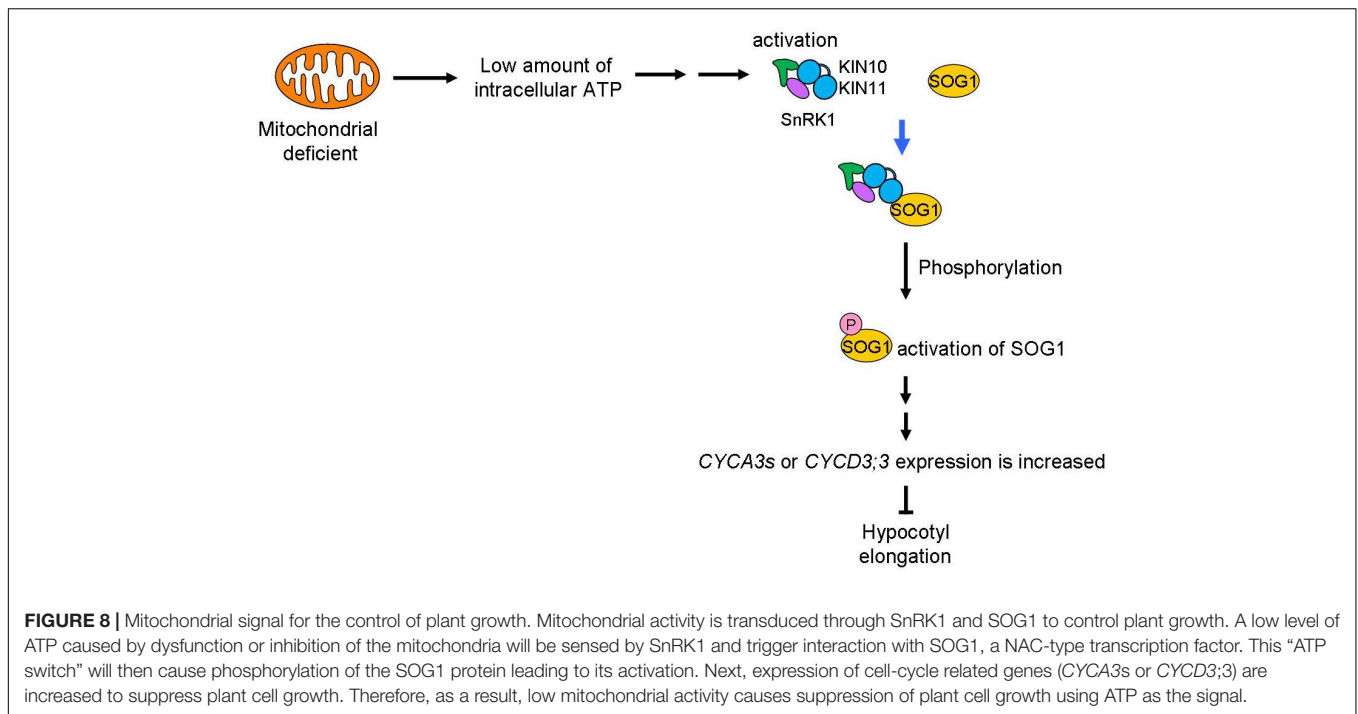 activation
KIN10
KIN11
SOG1
SnRK1
Low amount of
intracellular ATP
Mitochondrial
deficient
SOG1
Phosphorylation
P
SOG1 activation of SOG1
CYCA3s or CYCD3;3 expression is increased
Hypocotyl
elongation
FIGURE 8 | Mitochondrial signal for the control of plant growth. Mitochondrial activity is transduced through SnRK1 and SOG1 to control plant growth. A low level of
ATP caused by dysfunction or inhibition of the mitochondria will be sensed by SnRK1 and trigger interaction with SOG1, a NAC-type transcription factor. This “ATP
switch” will then cause phosphorylation of the SOG1 protein leading to its activation. Next, expression of cell-cycle related genes (CYCA3s or CYCD3;3) are
increased to suppress plant cell growth. Therefore, as a result, low mitochondrial activity causes suppression of plant cell growth using ATP as the signal.